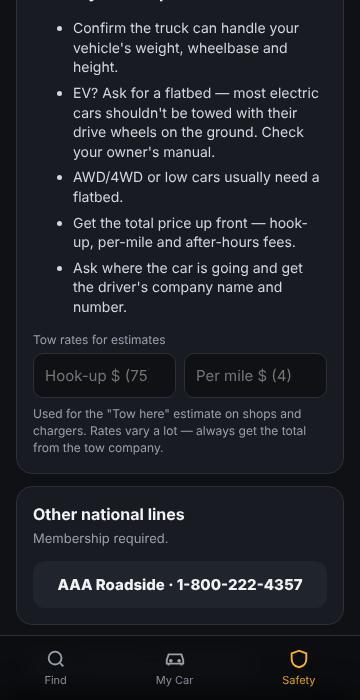 Confirm the truck can handle your
vehicle's weight, wheelbase and
height.
EV? Ask for a flatbed — most electric
cars shouldn't be towed with their
drive wheels on the ground. Check
your owner's manual.
AWD/4WD or low cars usually need a
flatbed.
Get the total price up front — hook-
up, per-mile and after-hours fees.
Ask where the car is going and get
the driver's company name and
number.
Tow rates for estimates
Hook-up $ (75
Per mile $ (4)
Used for the "Tow here" estimate on shops and
chargers. Rates vary a lot — always get the total
from the tow company.
Other national lines
Membership required.
AAA Roadside · 1-800-222-4357
Find
My Car
Safety